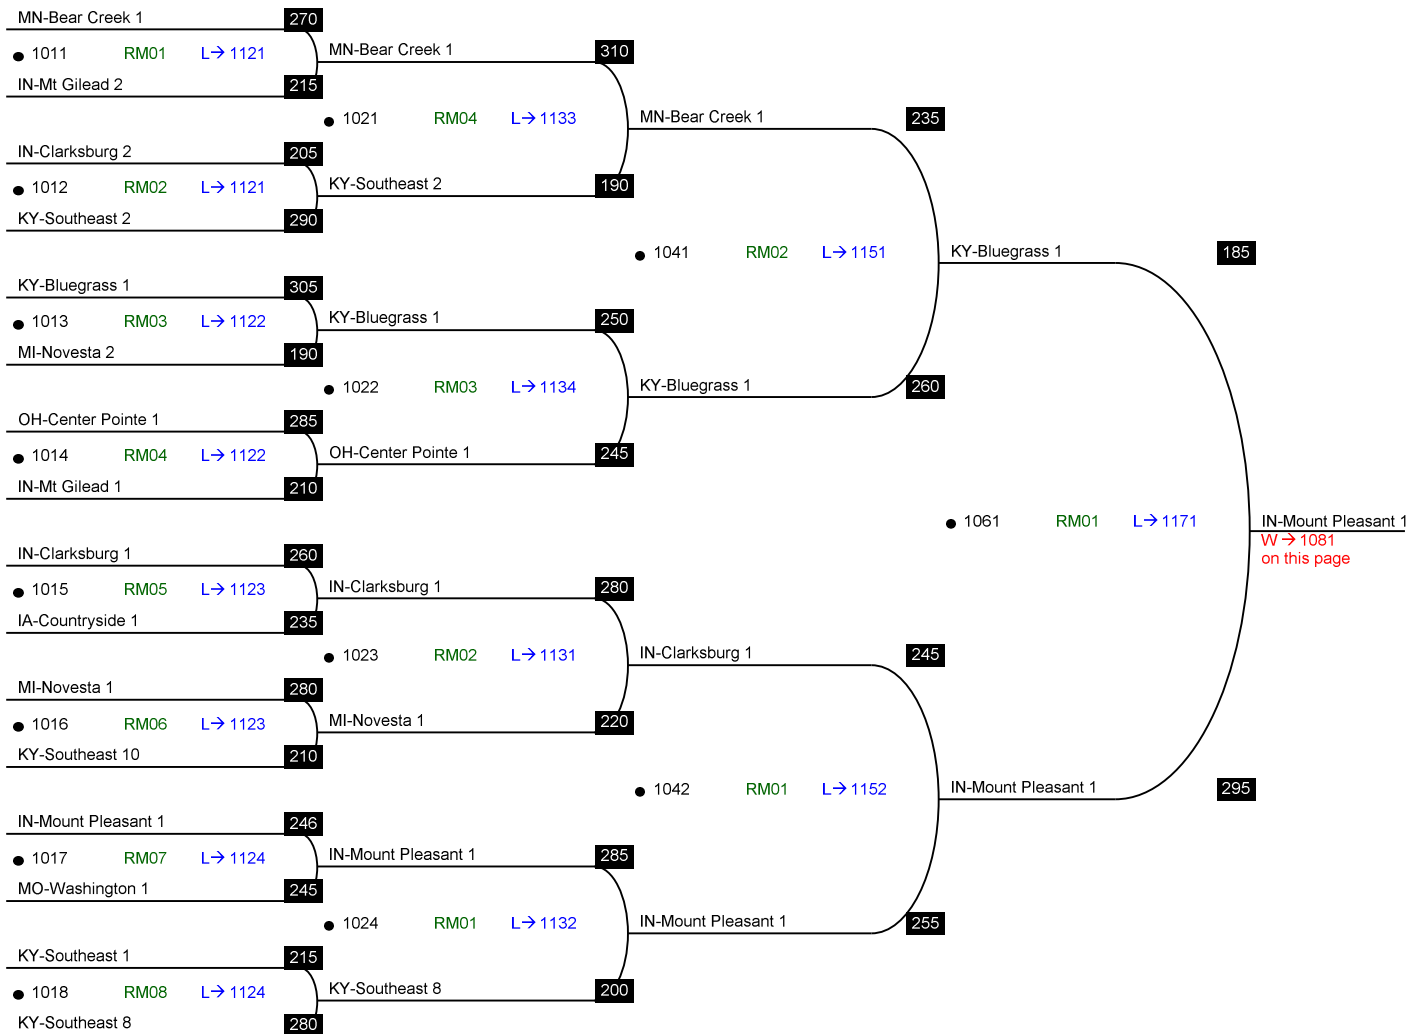 MN-Bear Creek 1 270
1011 RM01 L→ 1121
IN-Mt Gilead 2 215
MN-Bear Creek 1 310
1021 RM04 L→ 1133
IN-Clarksburg 2 205
1012 RM02 L→ 1121
KY-Southeast 2 290
KY-Southeast 2 190
MN-Bear Creek 1 235
1041 RM02 L→ 1151
KY-Bluegrass 1 305
1013 RM03 L→ 1122
MI-Novesta 2 190
KY-Bluegrass 1 250
1022 RM03 L→ 1134
OH-Center Pointe 1 285
1014 RM04 L→ 1122
IN-Mt Gilead 1 210
OH-Center Pointe 1 245
KY-Bluegrass 1 260
KY-Bluegrass 1 185
1061 RM01 L→ 1171
IN-Clarksburg 1 260
1015 RM05 L→ 1123
IA-Countryside 1 235
IN-Clarksburg 1 280
1023 RM02 L→ 1131
MI-Novesta 1 280
1016 RM06 L→ 1123
KY-Southeast 10 210
MI-Novesta 1 220
IN-Clarksburg 1 245
1042 RM01 L→ 1152
IN-Mount Pleasant 1 246
1017 RM07 L→ 1124
MO-Washington 1 245
IN-Mount Pleasant 1 285
1024 RM01 L→ 1132
KY-Southeast 1 215
1018 RM08 L→ 1124
KY-Southeast 8 280
KY-Southeast 8 200
IN-Mount Pleasant 1 255
IN-Mount Pleasant 1 295
IN-Mount Pleasant 1
W → 1081
on this page